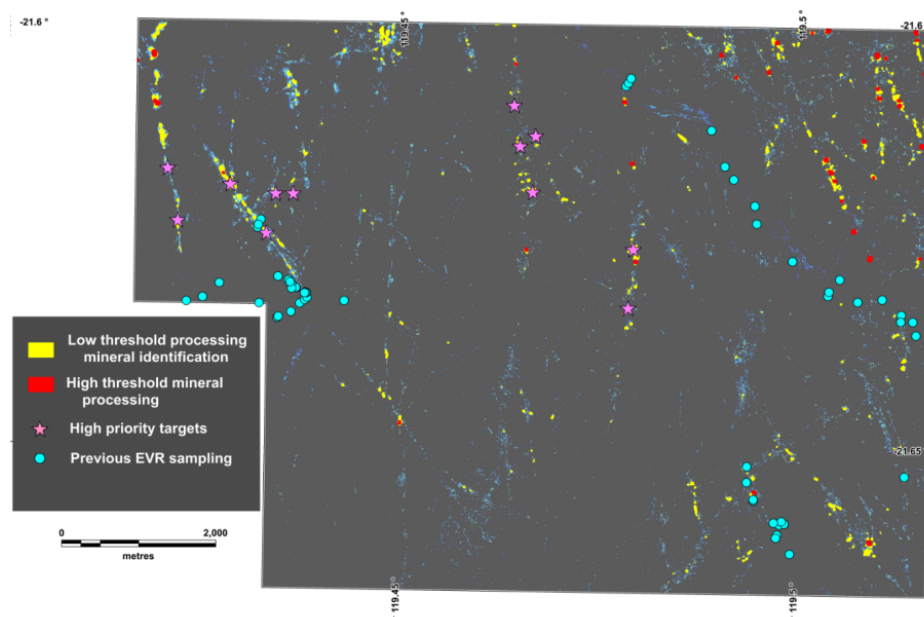 -21.6 °
119.45 °
119.5 °
-21.6
Low threshold processing
mineral identification
High threshold mineral
processing
High priority targets
Previous EVR sampling
-21.65
0
2,000
metres
119.45 °
119.5 °